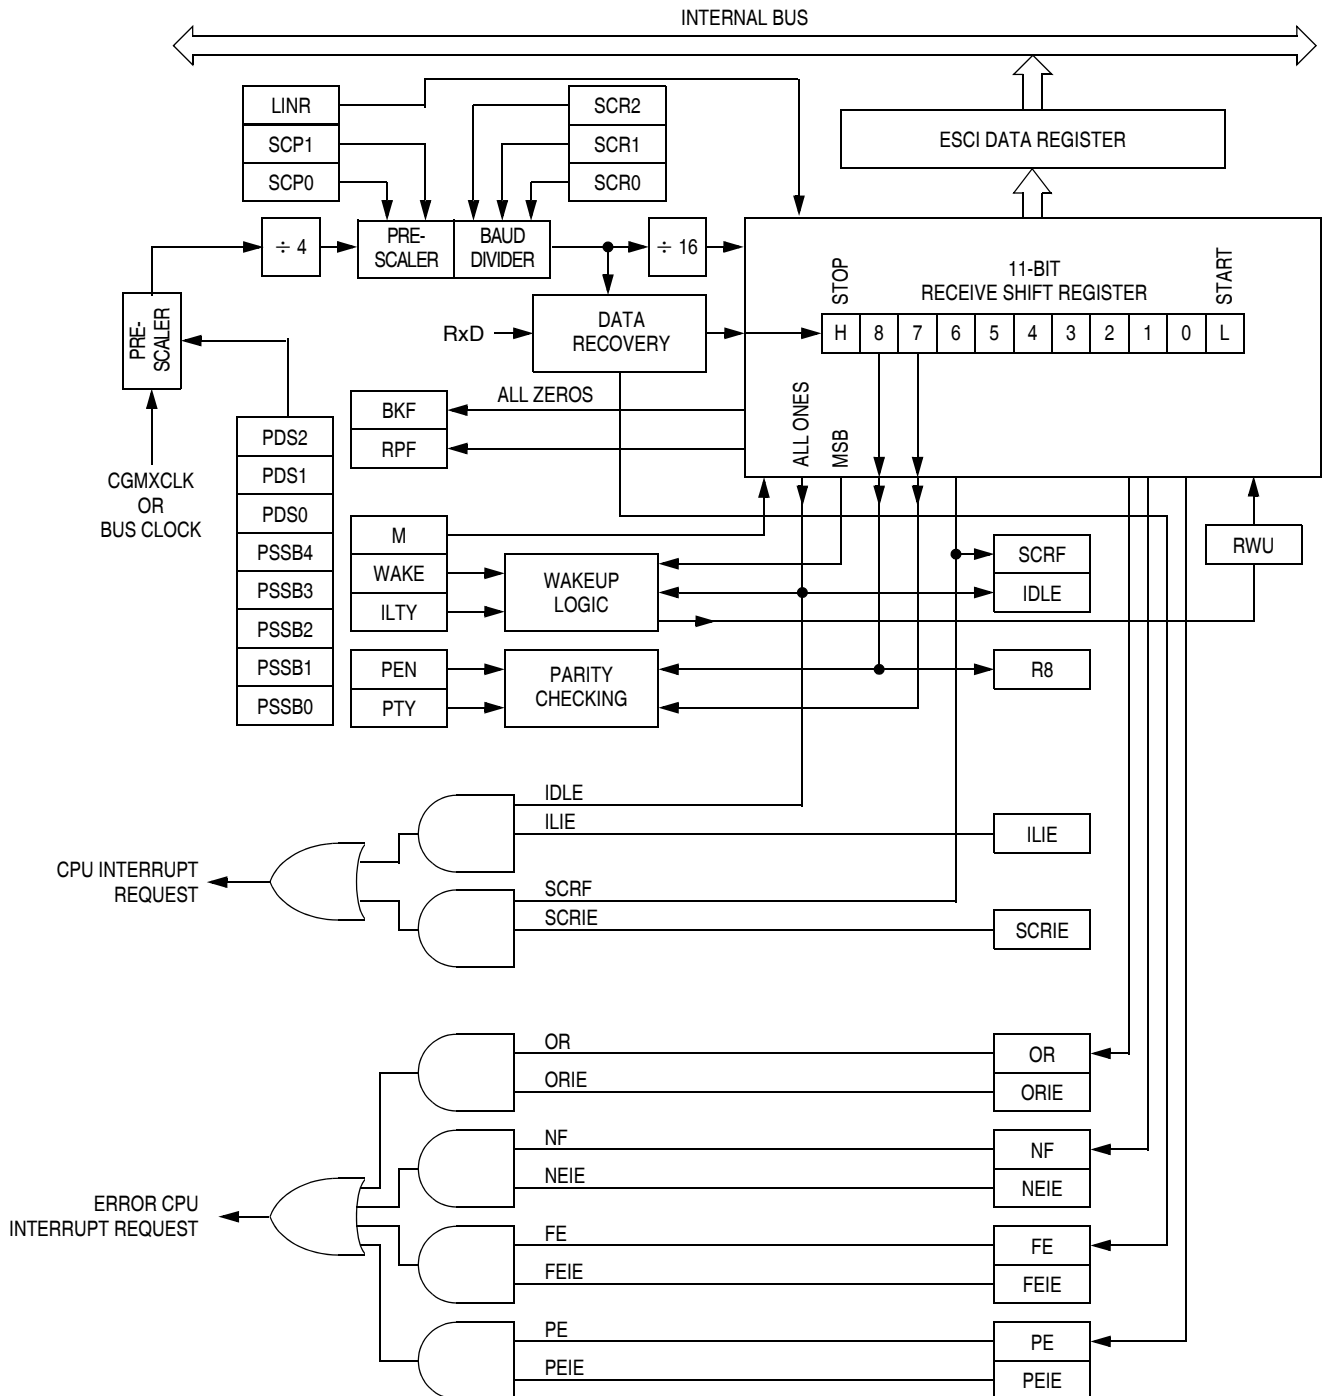 INTERNAL BUS
LINR
SCP1
SCP0
SCR2
SCR1
SCR0
ESCI DATA REGISTER
÷ 4
PRE-
SCALER
BAUD
DIVIDER
÷ 16
PRE-
SCALER
CGMXCLK
OR
BUS CLOCK
RxD
DATA
RECOVERY
11-BIT
RECEIVE SHIFT REGISTER
STOP
START
H 8 7 6 5 4 3 2 1 0 L
ALL ZEROS
ALL ONES
MSB
BKF
RPF
PDS2
PDS1
PDS0
PSSB4
PSSB3
PSSB2
PSSB1
PSSB0
M
WAKE
ILTY
WAKEUP
LOGIC
SCRF
IDLE
RWU
PEN
PTY
PARITY
CHECKING
R8
IDLE
ILIE
ILIE
CPU INTERRUPT
REQUEST
SCRF
SCRIE
SCRIE
OR
ORIE
OR
ORIE
NF
NEIE
NF
NEIE
ERROR CPU
INTERRUPT REQUEST
FE
FEIE
FE
FEIE
PE
PEIE
PE
PEIE